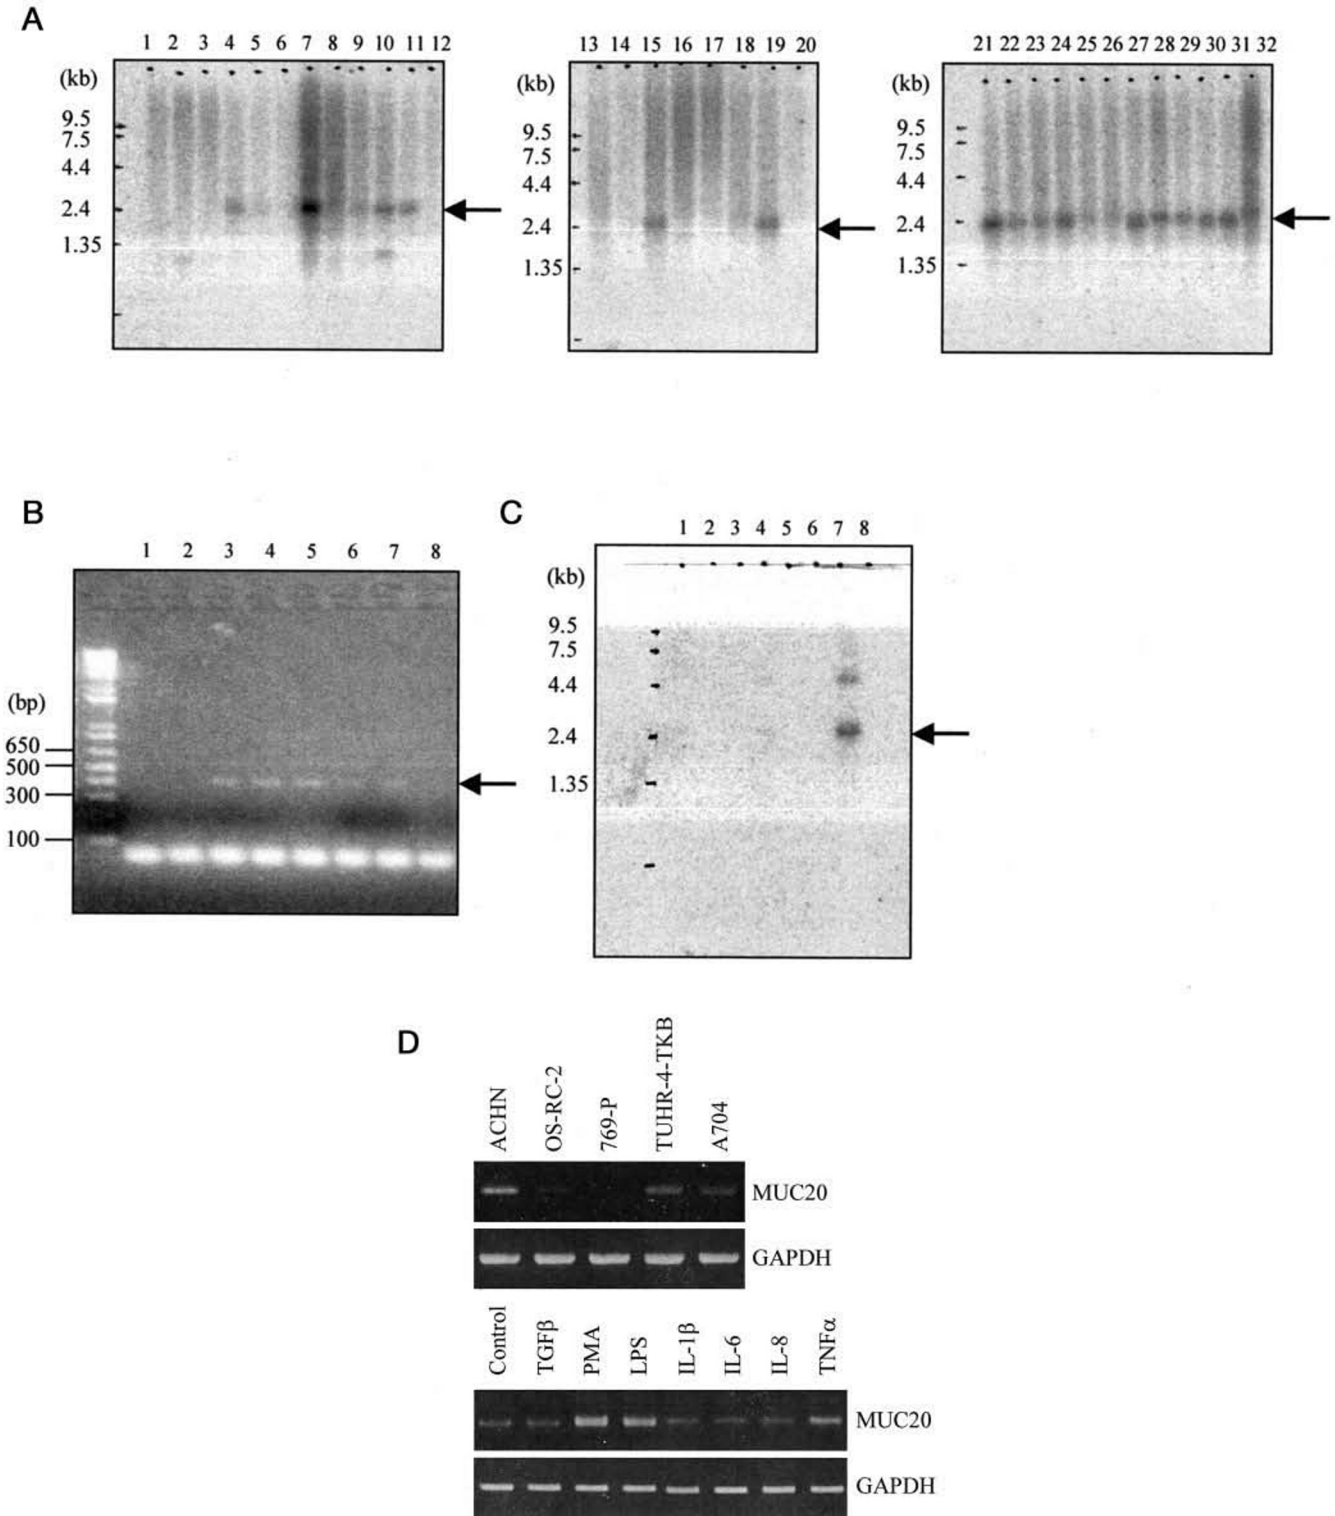 A
1 2 3 4 5 6 7 8 9 10 11 12
(kb)
9.5
7.5
4.4
2.4
1.35
13 14 15 16 17 18 19 20
(kb)
9.5
7.5
4.4
2.4
1.35
21 22 23 24 25 26 27 28 29 30 31 32
(kb)
9.5
7.5
4.4
2.4
1.35
B
1 2 3 4 5 6 7 8
(bp)
650
500
300
100
C
1 2 3 4 5 6 7 8
(kb)
9.5
7.5
4.4
2.4
1.35
D
ACHN
OS-RC-2
769-P
TUHR-4-TKB
A704
MUC20
GAPDH
Control
TGFβ
PMA
LPS
IL-1β
IL-6
IL-8
TNFα
MUC20
GAPDH